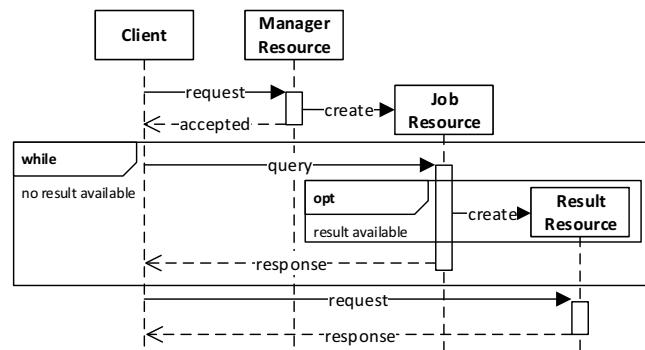 Client
Manager
Resource
request
create
Job
Resource
accepted
while
query
no result available
opt
result available
create
Result
Resource
response
request
response